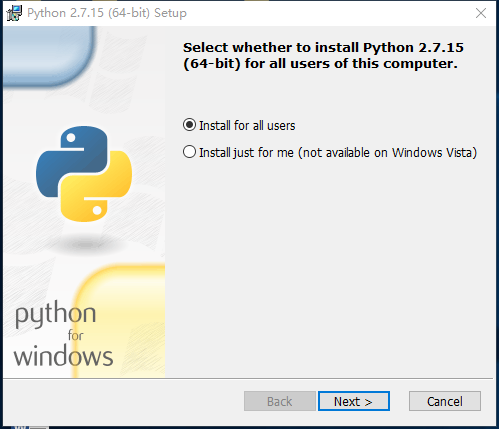 Python 2.7.15 (64-bit) Setup
Select whether to install Python 2.7.15
(64-bit) for all users of this computer.
Install for all users
Install just for me (not available on Windows Vista)
python
for
windows
Back
Next >
Cancel